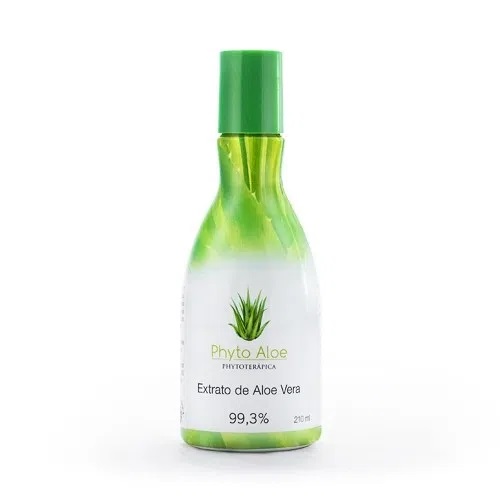 Phyto Aloe
PHYTOTERÁPICA
Extrato de Aloe Vera
99,3%
210 ml